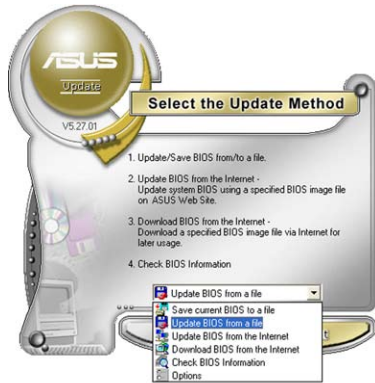 ASUS
Update
V5.27.01
Select the Update Method
1. Update/Save BIOS from/to a file.
2. Update BIOS from the Internet -
Update system BIOS using a specified BIOS image file
on ASUS Web Site.
3. Download BIOS from the Internet -
Download a specified BIOS image file via Internet for
later usage.
4. Check BIOS Information
Update BIOS from a file
Save current BIOS to a file
Update BIOS from a file
Update BIOS from the Internet
Download BIOS from the Internet
Check BIOS Information
Options